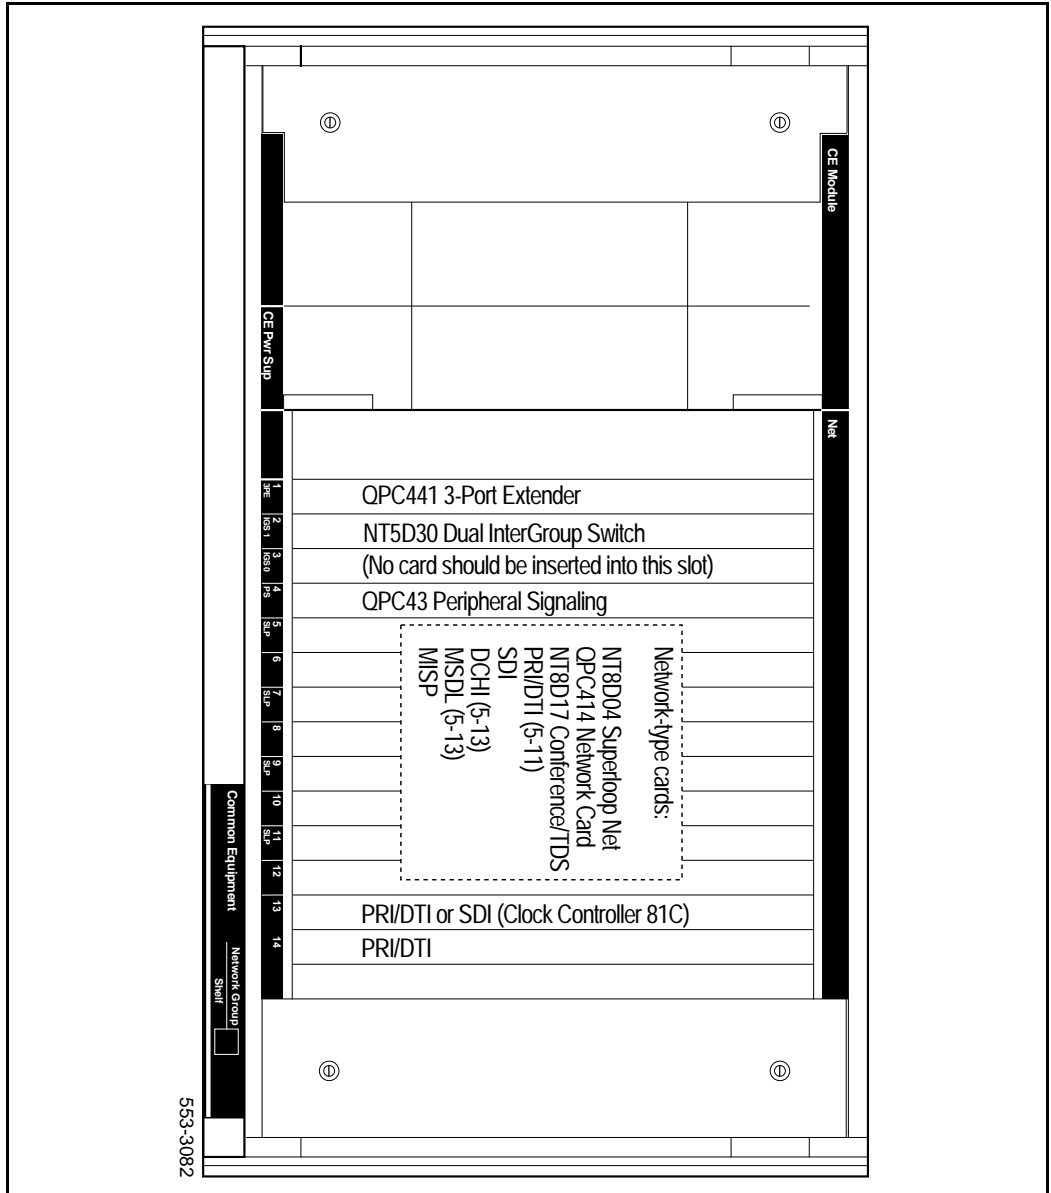 CE Module
CE Pwr Sup
Net
1
3PE
QPC441 3-Port Extender
2
IGS 1
NT5D30 Dual InterGroup Switch
3
IGS 0
(No card should be inserted into this slot)
4
PS
QPC43 Peripheral Signaling
5
SLP
6
7
SLP
8
9
SLP
10
11
SLP
12
Network-type cards:
NT8D04 Superloop Net
QPC414 Network Card
NT8D17 Conference/TDS
PRI/DTI (5-11)
SDI
DCHI (5-13)
MSDL (5-13)
MISP
13
PRI/DTI or SDI (Clock Controller 81C)
14
PRI/DTI
Common Equipment
Network Group
Shelf
553-3082